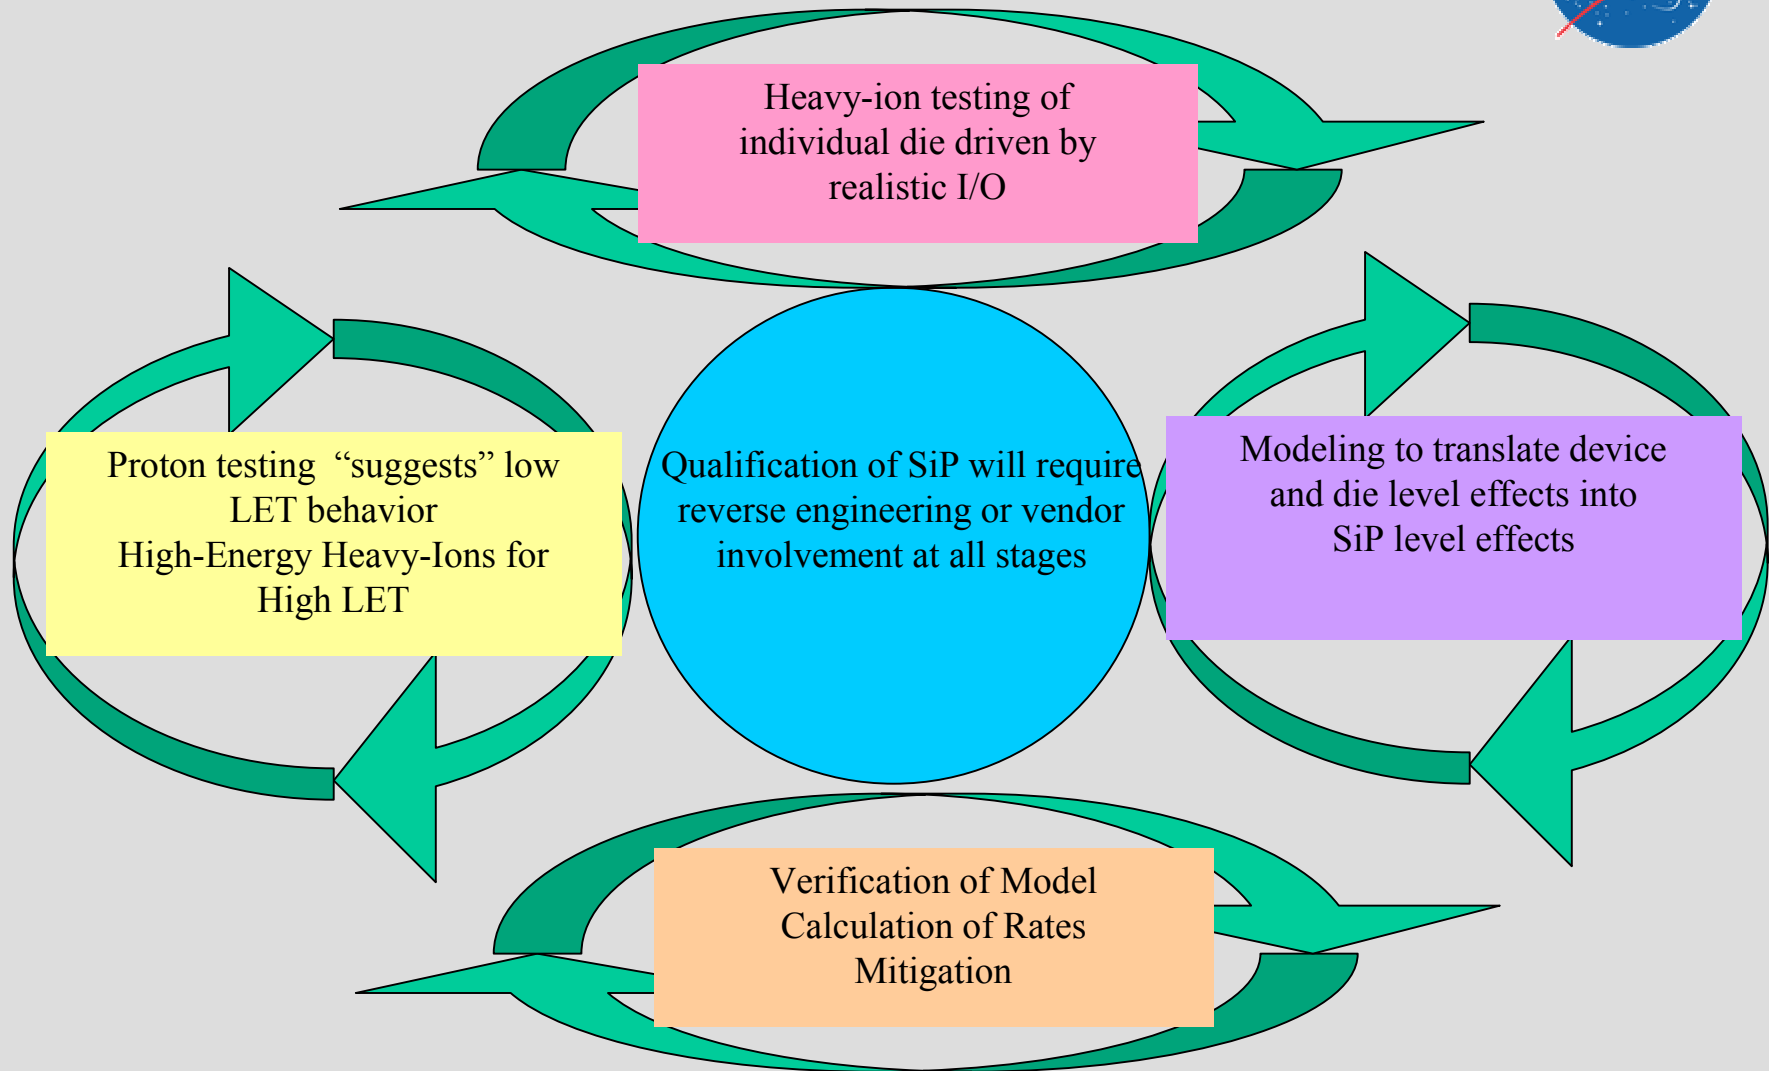 Heavy-ion testing of
individual die driven by
realistic I/O
Proton testing “suggests” low
LET behavior
High-Energy Heavy-Ions for
High LET
Qualification of SiP will require
reverse engineering or vendor
involvement at all stages
Modeling to translate device
and die level effects into
SiP level effects
Verification of Model
Calculation of Rates
Mitigation